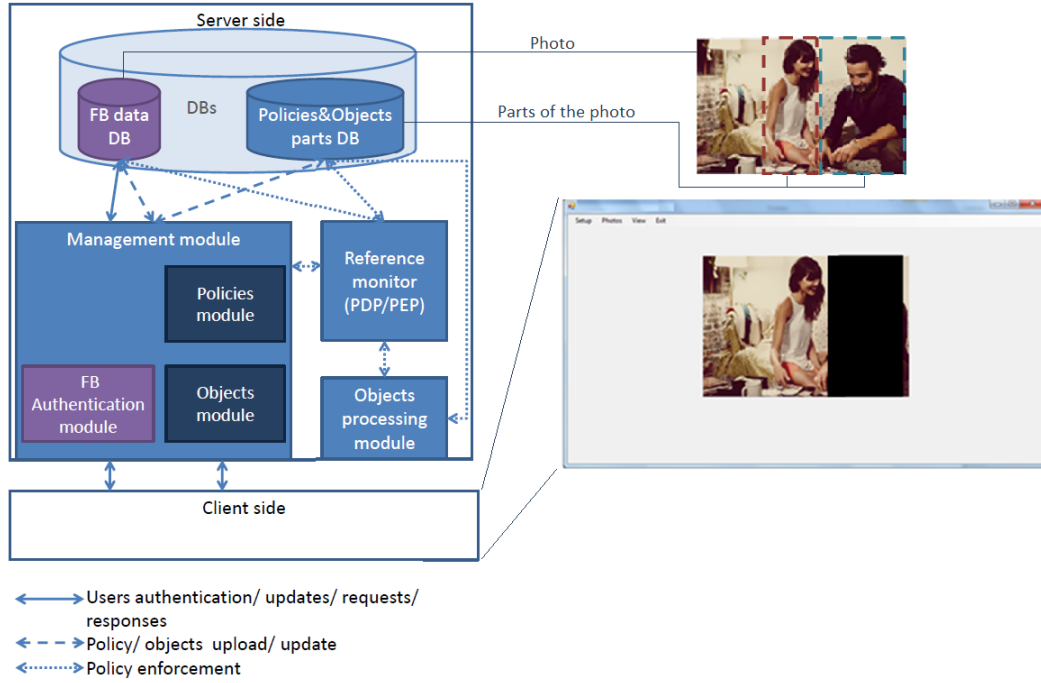 Server side
Photo
FB data
DB
DBs
Policies&Objects
parts DB
Parts of the photo
Management module
Reference
monitor
(PDP/PEP)
Policies
module
FB
Authentication
module
Objects
module
Objects
processing
module
Setup Photos View Exit
Client side
Users authentication/ updates/ requests/
responses
Policy/ objects upload/ update
Policy enforcement